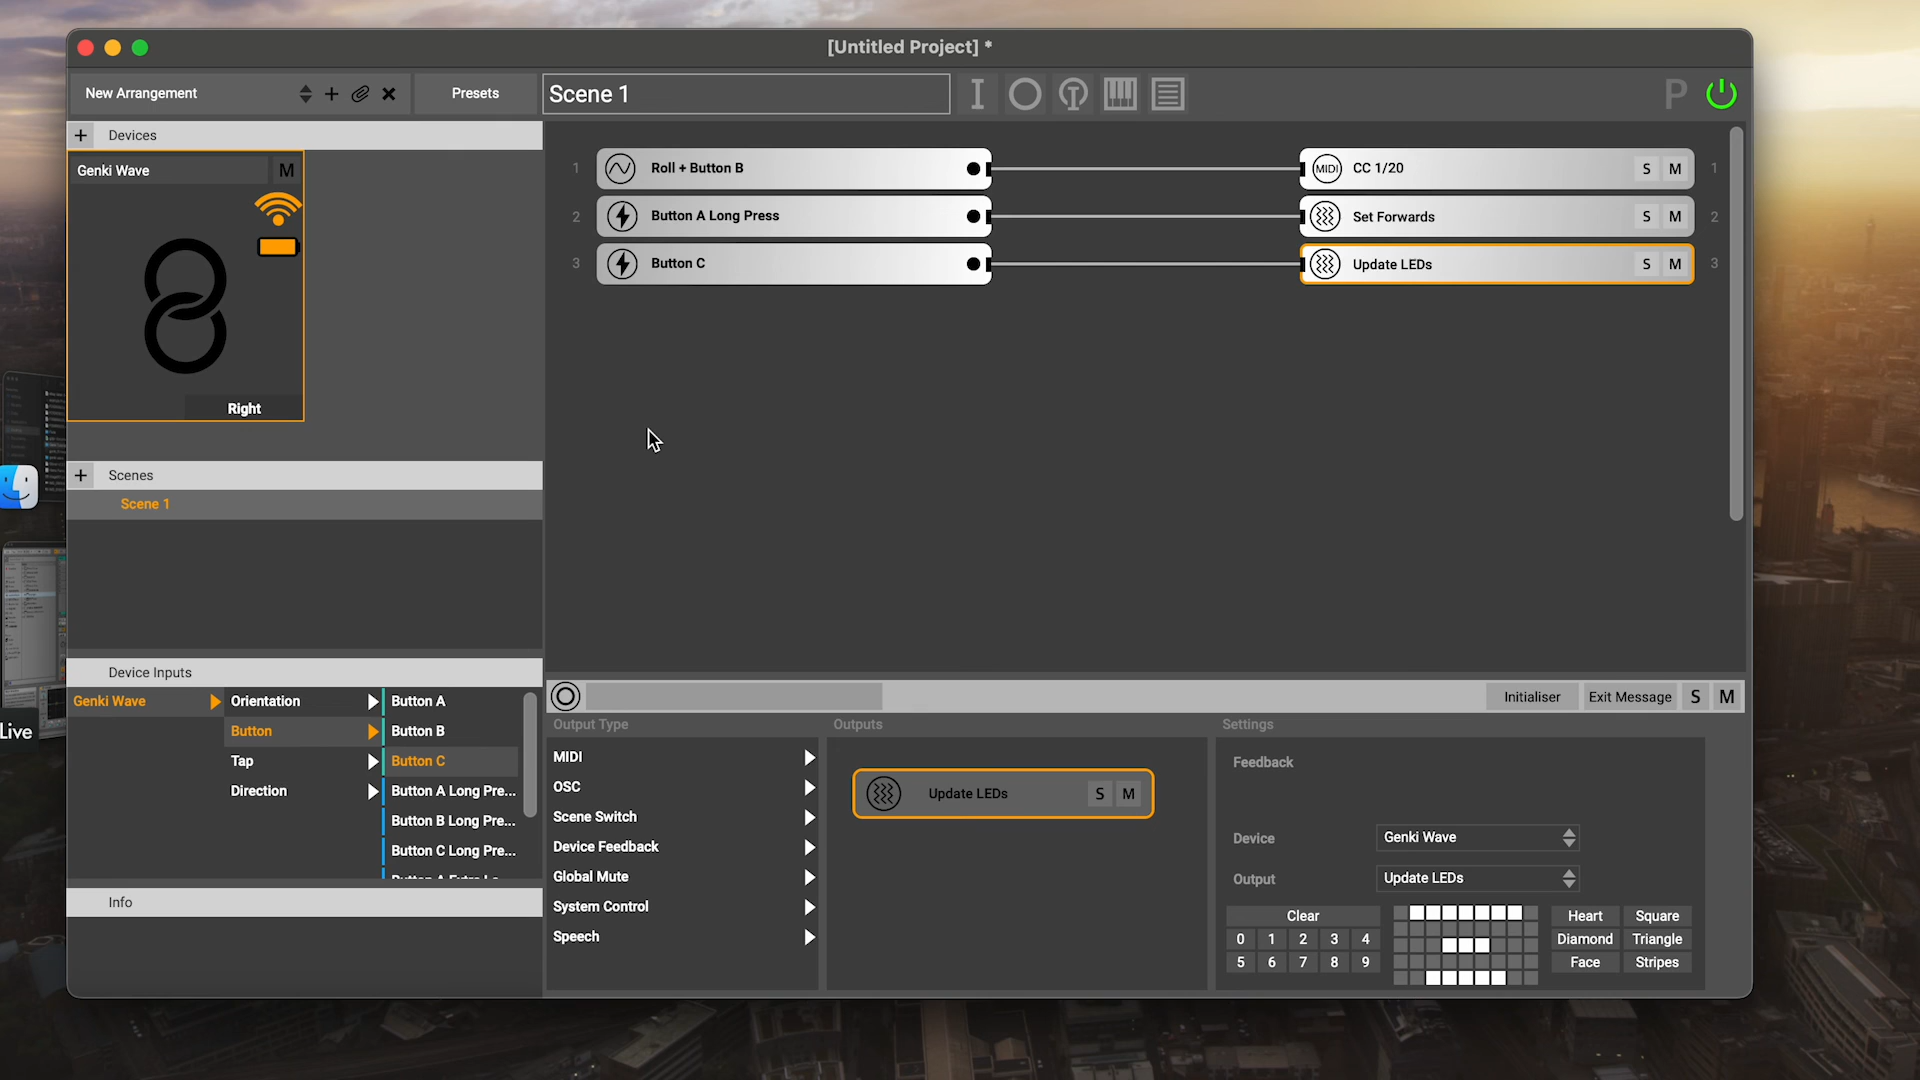 [Untitled Project] *
New Arrangement
Presets
Scene 1
P
Devices
Genki Wave M
Right
1 Roll + Button B
MIDI CC 1/20 S M 1
2 Button A Long Press
Set Forwards S M 2
3 Button C
Update LEDs S M 3
Scenes
Scene 1
Device Inputs
Genki Wave
Orientation
Button
Tap
Direction
Button A
Button B
Button C
Button A Long Pre...
Button B Long Pre...
Button C Long Pre...
Info
Initialiser
Exit Message
S M
Output Type
MIDI
OSC
Scene Switch
Device Feedback
Global Mute
System Control
Speech
Outputs
Update LEDs S M
Settings
Feedback
Device Genki Wave
Output Update LEDs
Clear
0 1 2 3 4
5 6 7 8 9
Heart Square
Diamond Triangle
Face Stripes
Live